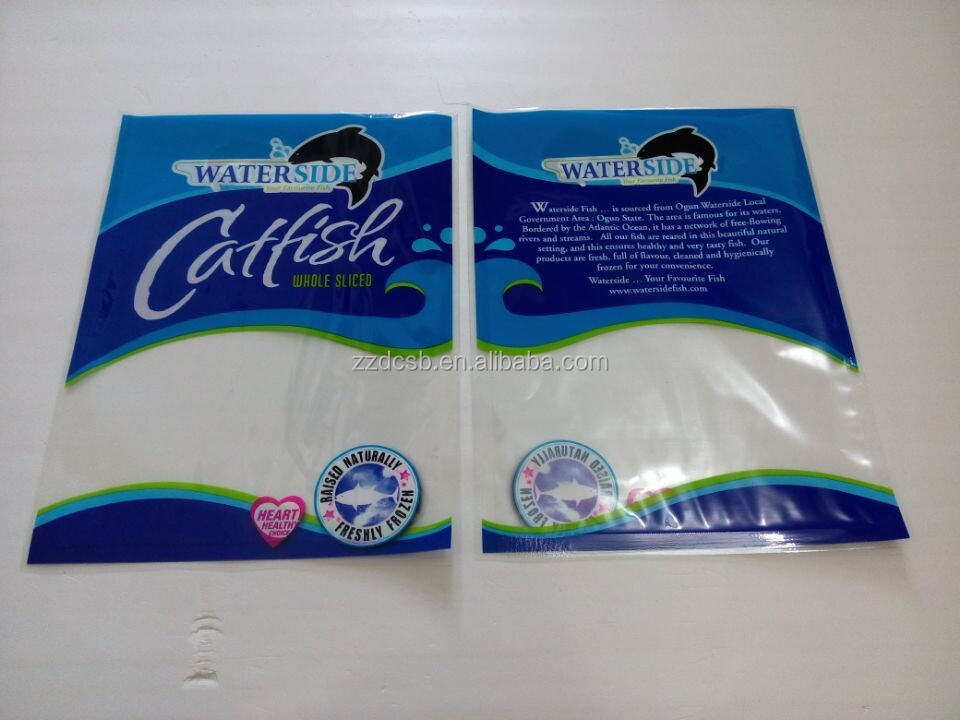 WATERSIDE
Your Favourite Fish
Catfish
WHOLE SLICED
HEART
HEALTHY
CHOICE
RAISED NATURALLY
FRESHLY FROZEN
WATERSIDE
Your Favourite Fish
Waterside Fish ... is sourced from Ogun Waterside Local
Government Area : Ogun State. The area is famous for its waters.
Bordered by the Atlantic Ocean, it has a network of free-flowing
rivers and streams. All our fish are reared in this beautiful natural
setting, and this ensures healthy and very tasty fish. Our
products are fresh, full of flavour, cleaned and hygienically
frozen for your convenience.
Waterside ... Your Favourite Fish
www.watersidefish.com
RAISED NATURALLY
zzdcsb.en.alibaba.com